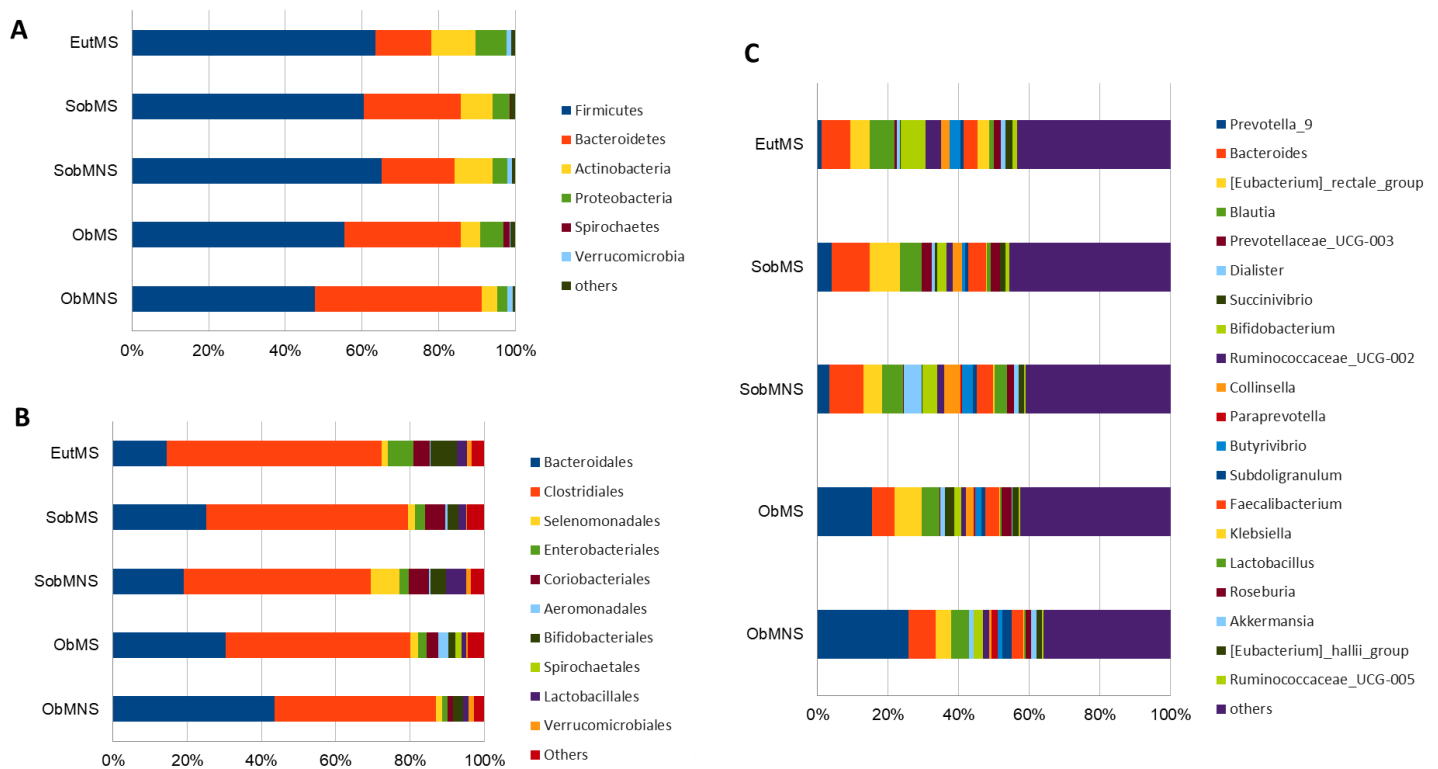 A
EutMS
SobMS
SobMNS
ObMS
ObMNS
0% 20% 40% 60% 80% 100%
Firmicutes
Bacteroidetes
Actinobacteria
Proteobacteria
Spirochaetes
Verrucomicrobia
others
B
EutMS
SobMS
SobMNS
ObMS
ObMNS
0% 20% 40% 60% 80% 100%
Bacteroidales
Clostridiales
Selenomonadales
Enterobacteriales
Coriobacteriales
Aeromonadales
Bifidobacteriales
Spirochaetales
Lactobacillales
Verrucomicrobiales
Others
C
EutMS
SobMS
SobMNS
ObMS
ObMNS
0% 20% 40% 60% 80% 100%
Prevotella_9
Bacteroides
[Eubacterium]_rectale_group
Blautia
Prevotellaceae_UCG-003
Dialister
Succinivibrio
Bifidobacterium
Ruminococcaceae_UCG-002
Collinsella
Paraprevotella
Butyrivibrio
Subdoligranulum
Faecalibacterium
Klebsiella
Lactobacillus
Roseburia
Akkermansia
[Eubacterium]_hallii_group
Ruminococcaceae_UCG-005
others